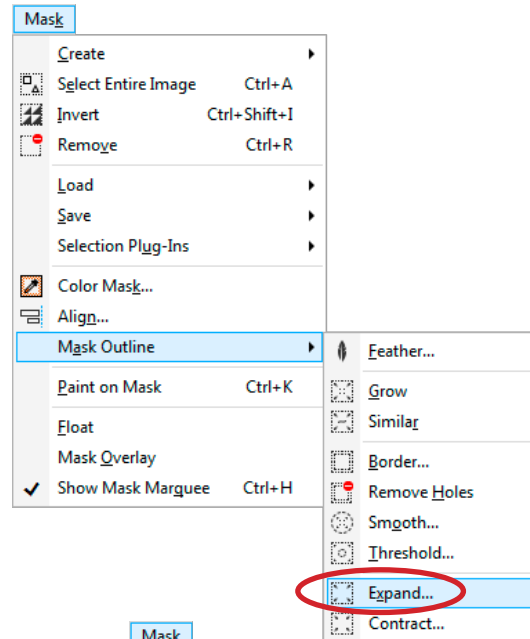 Mask
Create
Select Entire Image Ctrl+A
Invert Ctrl+Shift+I
Remove Ctrl+R
Load
Save
Selection Plug-Ins
Color Mask...
Align...
Mask Outline
Paint on Mask Ctrl+K
Float
Mask Overlay
Show Mask Marquee Ctrl+H
Feather...
Grow
Similar
Border...
Remove Holes
Smooth...
Threshold...
Expand...
Contract...
Mask